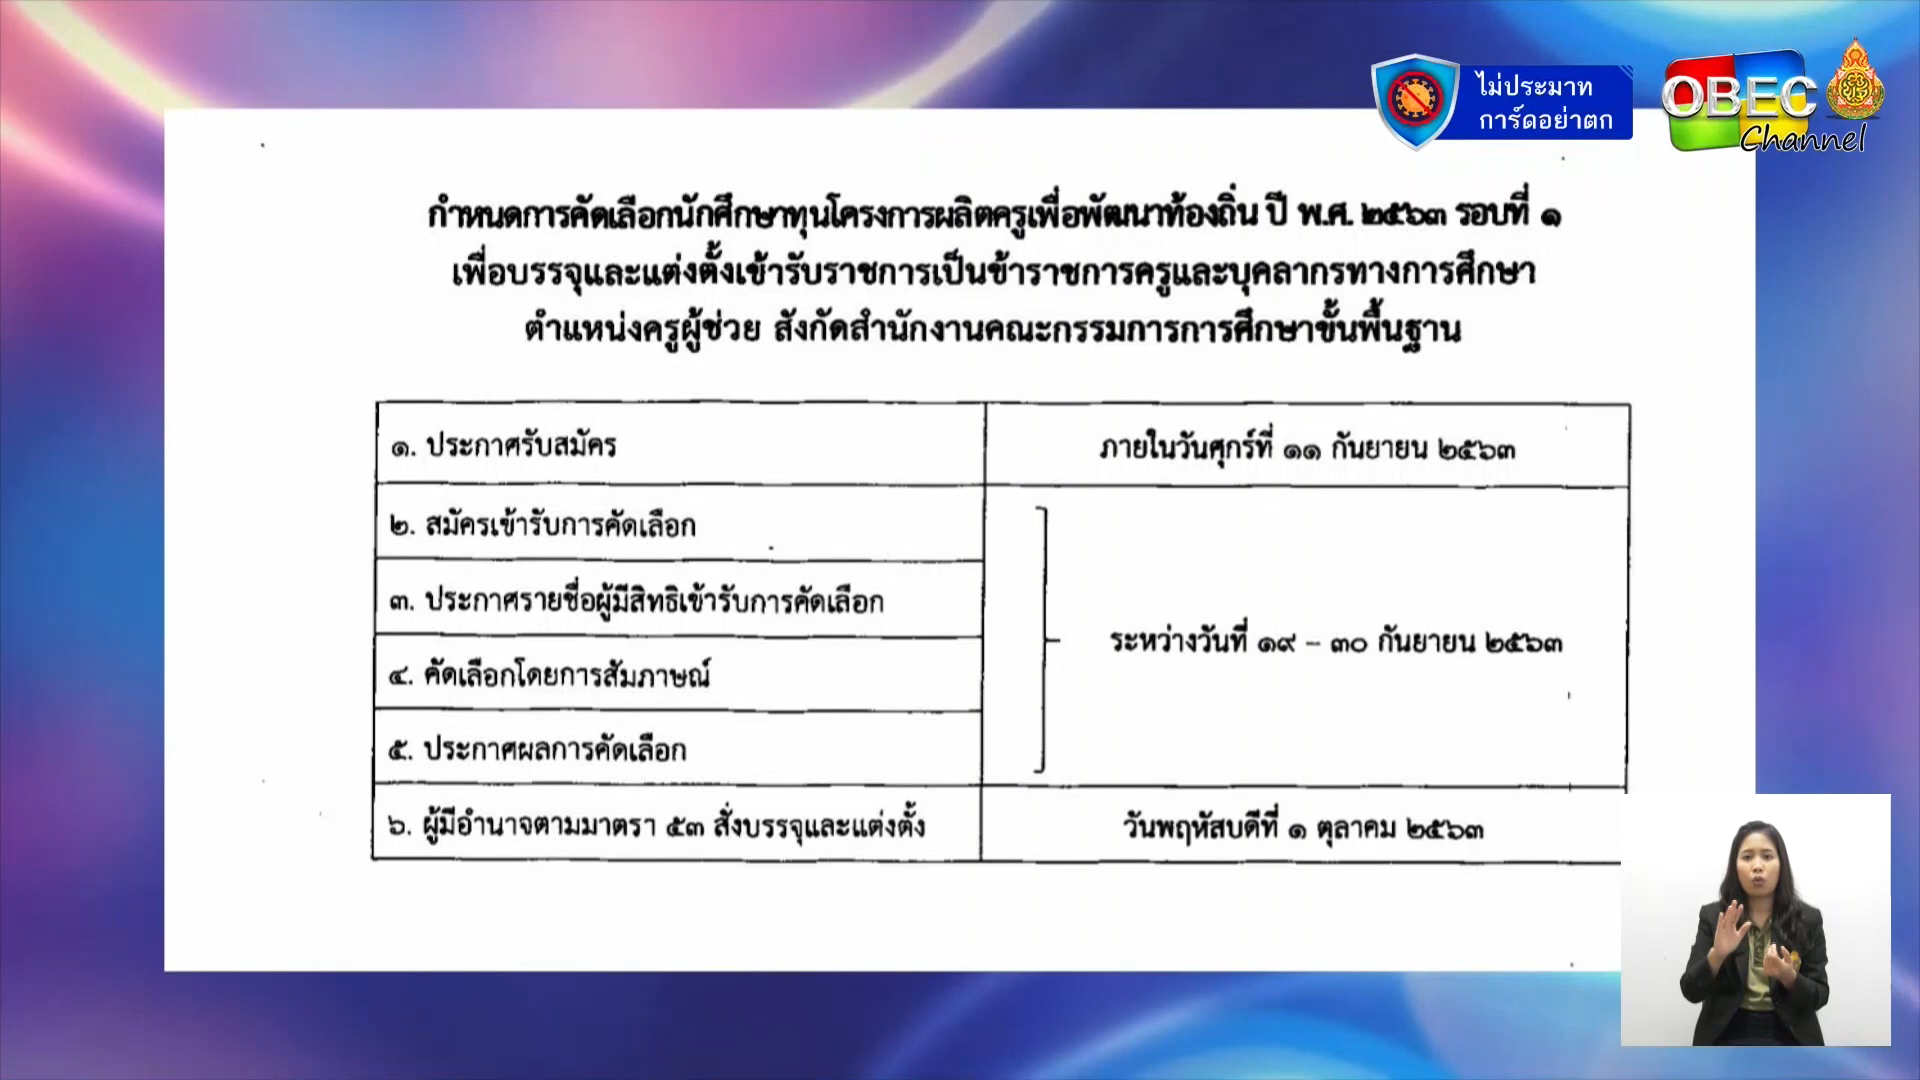 ไม่ประมาท
การ์ดอย่าตก
OBEC
Channel
กำหนดการคัดเลือกนักศึกษาทุนโครงการผลิตครูเพื่อพัฒนาท้องถิ่น ปี พ.ศ. ๒๕๖๓ รอบที่ ๑
เพื่อบรรจุและแต่งตั้งเข้ารับราชการเป็นข้าราชการครูและบุคลากรทางการศึกษา
ตำแหน่งครูผู้ช่วย สังกัดสำนักงานคณะกรรมการการศึกษาขั้นพื้นฐาน
๑. ประกาศรับสมัคร
ภายในวันศุกร์ที่ ๑๑ กันยายน ๒๕๖๓
๒. สมัครเข้ารับการคัดเลือก
๓. ประกาศรายชื่อผู้มีสิทธิเข้ารับการคัดเลือก
๔. คัดเลือกโดยการสัมภาษณ์
๕. ประกาศผลการคัดเลือก
ระหว่างวันที่ ๑๙ – ๓๐ กันยายน ๒๕๖๓
๖. ผู้มีอำนาจตามมาตรา ๕๓ สั่งบรรจุและแต่งตั้ง
วันพฤหัสบดีที่ ๑ ตุลาคม ๒๕๖๓